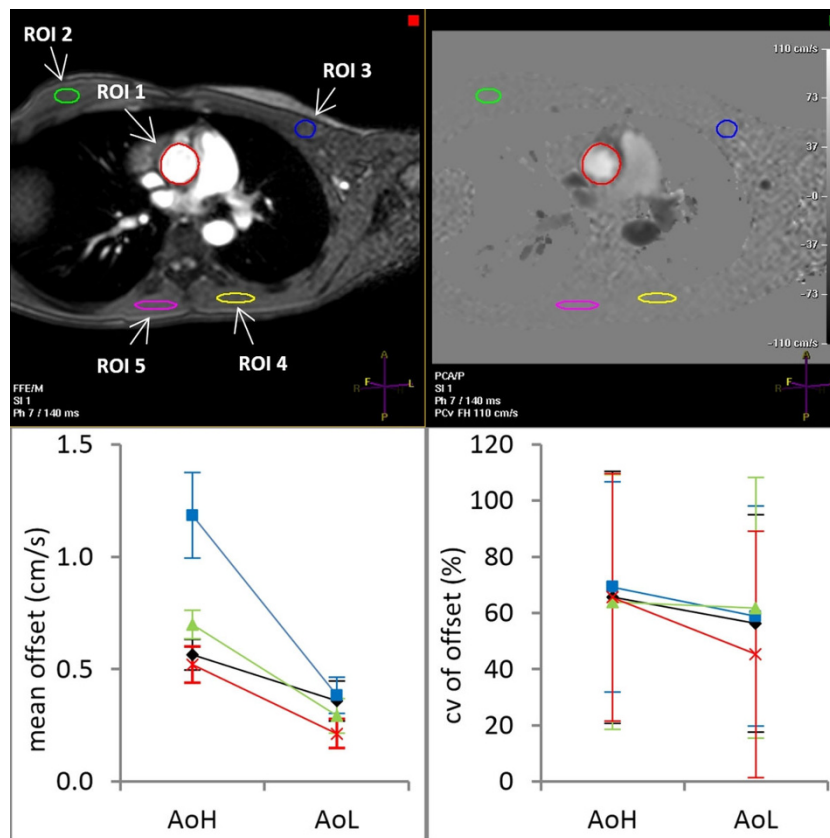 ROI 2
ROI 1
ROI 3
ROI 5
ROI 4
FFE/M
SI 1
Ph 7 / 140 ms
A
F
L
P
110 cm/s
73
37
-0
-37
-73
-110 cm/s
PCA/P
SI 1
Ph 7 / 140 ms
PCv FH 110 cm/s
A
F
L
P
mean offset (cm/s)
1.5
1.0
0.5
0.0
AoH
AoL
cv of offset (%)
120
100
80
60
40
20
0
AoH
AoL